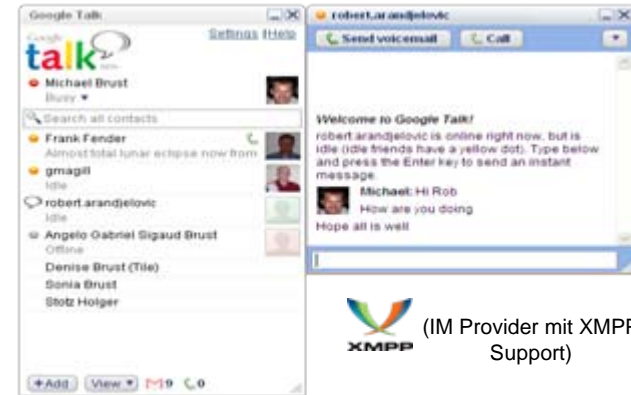 Google Talk
Google
talk
Settings | Help
Michael Brust
Busy
Search all contacts
Frank Fender
Almost total lunar eclipse now from
gmagill
Idle
robert.arandjelovic
Idle
Angelo Gabriel Sigaud Brust
Offline
Denise Brust (Tile)
Sonia Brust
Stotz Holger
+Add
View
9
0
robert.arandjelovic
Send voicemail
Call
Welcome to Google Talk!
robert.arandjelovic is online right now, but is
idle (idle friends have a yellow dot). Type below
and press the Enter key to send an instant
message.
Michael: Hi Rob
How are you doing
Hope all is well
XMPP
(IM Provider mit XMPP
Support)